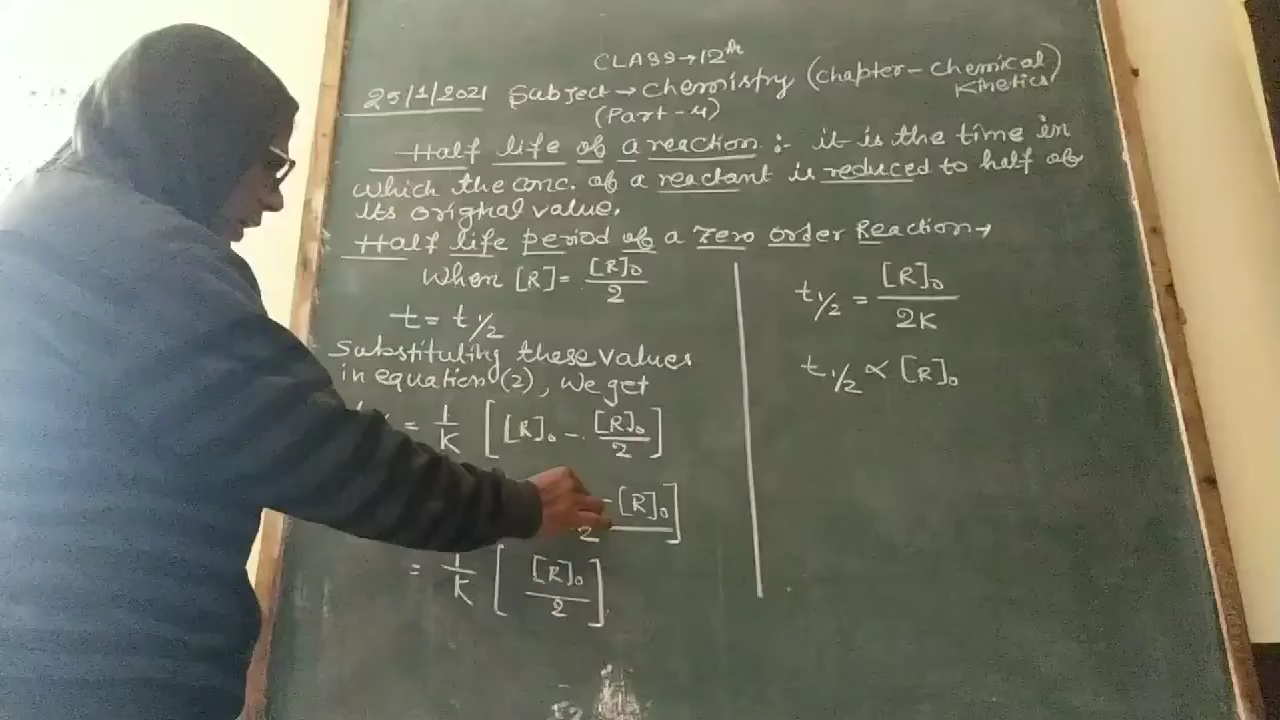 CLASS→12th
25/1/2021 Subject→Chemistry (Chapter-Chemical Kinetics)
(Part-4)
Half life of a reaction :- it is the time in
which the conc. of a reactant is reduced to half of
its original value.
Half life period of a Zero order Reaction→
When [R] = [R]₀/2
t = t1/2
Substituting these values
in equation (2), we get
= 1/K [[R]₀ - [R]₀/2]
- [R]₀]
2
= 1/K [[R]₀/2]
t1/2 = [R]₀/2K
t1/2 ∝ [R]₀